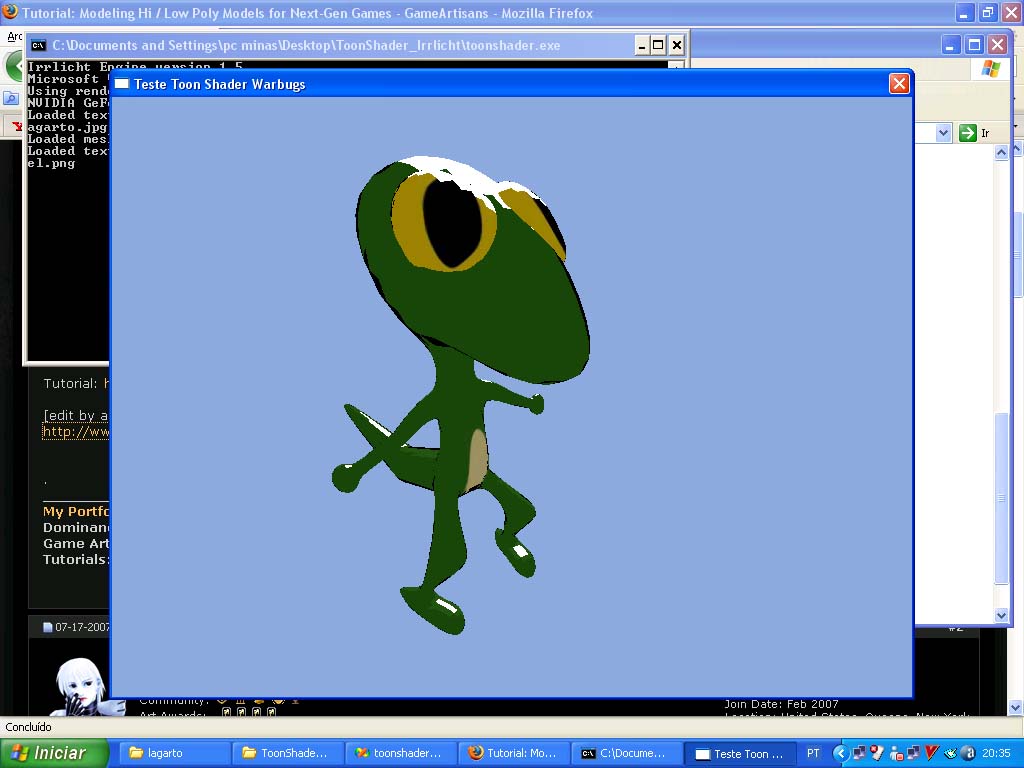 Tutorial: Modeling Hi / Low Poly Models for Next-Gen Games - GameArtisans - Mozilla Firefox
C:\Documents and Settings\pc minas\Desktop\ToonShader_Irrlicht\toonshader.exe
Irrlicht Engine version 1.5
Microsoft
Teste Toon Shader Warbugs
Using rend
NVIDIA GeF
Loaded tex
agarto.jpg
Loaded mes
Loaded tex
el.png
Ir
Tutorial:
[edit by a
http://ww
.
My Portfo
Dominan
Game Art
Tutorials:
07-17-2007
#2
Community:
Art Awards:
Join Date: Feb 2007
Location: United States, Queens, New York
Concluído
Iniciar
lagarto
ToonShade...
toonshader...
Tutorial: Mo...
C:\Docume...
Teste Toon ...
PT
20:35